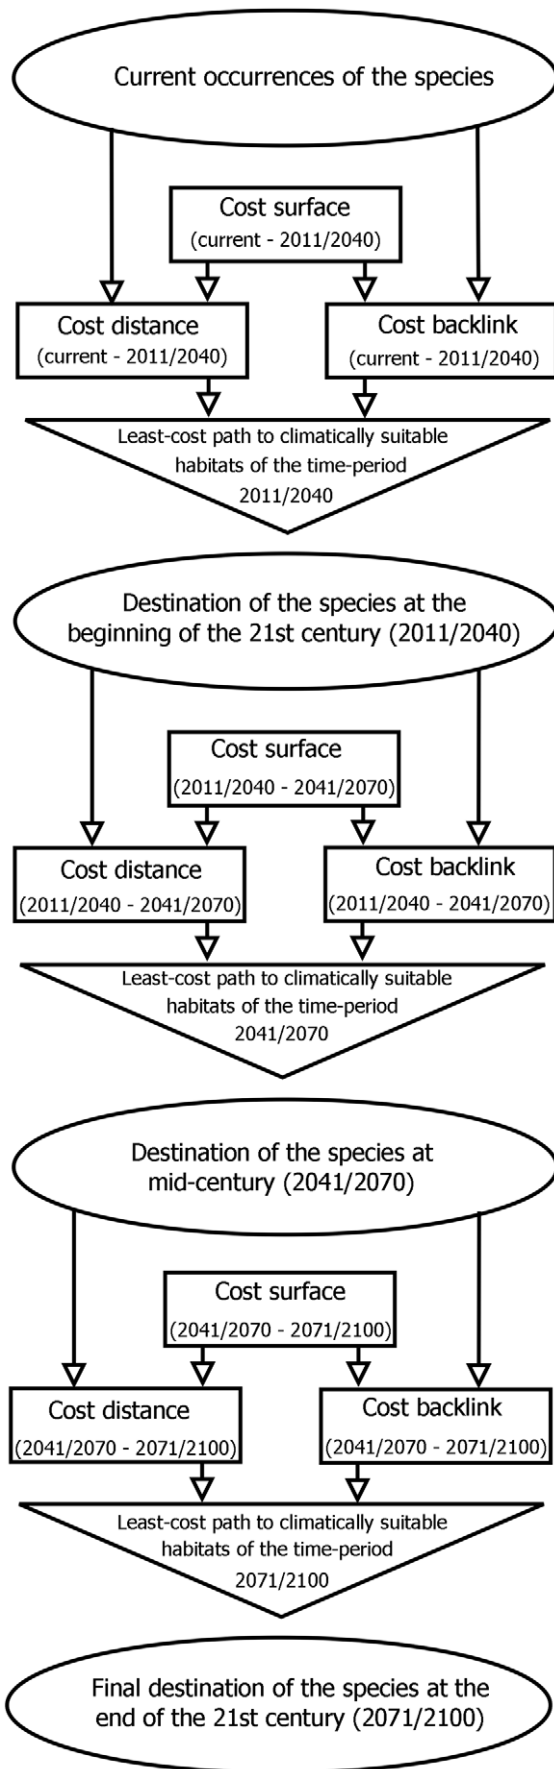 Current occurrences of the species
Cost surface
(current - 2011/2040)
Cost distance
(current - 2011/2040)
Cost backlink
(current - 2011/2040)
Least-cost path to climatically suitable
habitats of the time-period
2011/2040
Destination of the species at the
beginning of the 21st century (2011/2040)
Cost surface
(2011/2040 - 2041/2070)
Cost distance
(2011/2040 - 2041/2070)
Cost backlink
(2011/2040 - 2041/2070)
Least-cost path to climatically suitable
habitats of the time-period
2041/2070
Destination of the species at
mid-century (2041/2070)
Cost surface
(2041/2070 - 2071/2100)
Cost distance
(2041/2070 - 2071/2100)
Cost backlink
(2041/2070 - 2071/2100)
Least-cost path to climatically suitable
habitats of the time-period
2071/2100
Final destination of the species at the
end of the 21st century (2071/2100)